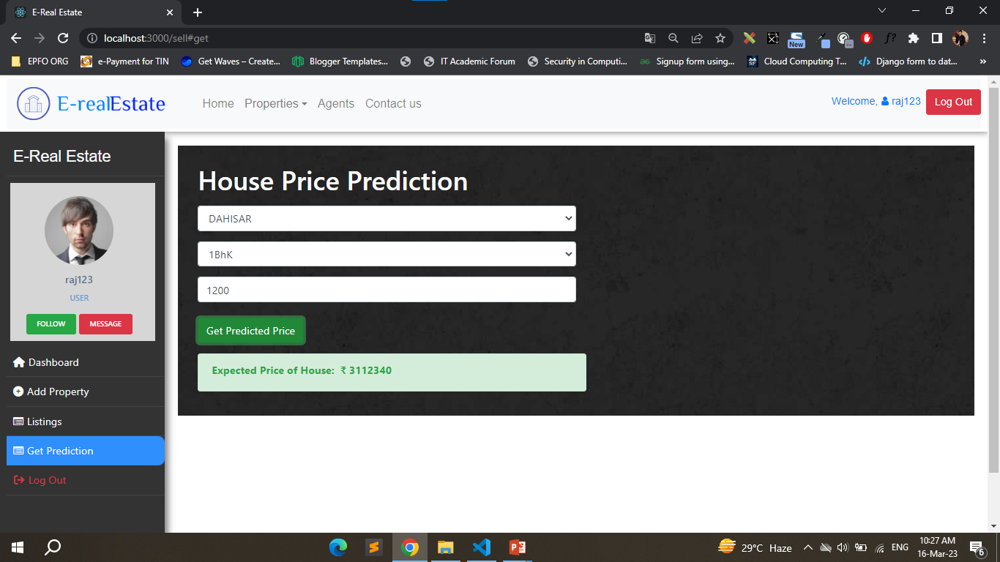 E-Real Estate
localhost:3000/sell#get
New
f?
EPFO ORG
e-Payment for TIN
Get Waves – Create...
Blogger Templates...
IT Academic Forum
Security in Computi...
Signup form using...
Cloud Computing T...
Django form to dat...
»
E-realEstate
Home
Properties
Agents
Contact us
Welcome, raj123
Log Out
E-Real Estate
raj123
USER
FOLLOW
MESSAGE
Dashboard
Add Property
Listings
Get Prediction
Log Out
House Price Prediction
DAHISAR
1BhK
1200
Get Predicted Price
Expected Price of House: ₹ 3112340
29°C Haze
ENG
10:27 AM
16-Mar-23
6